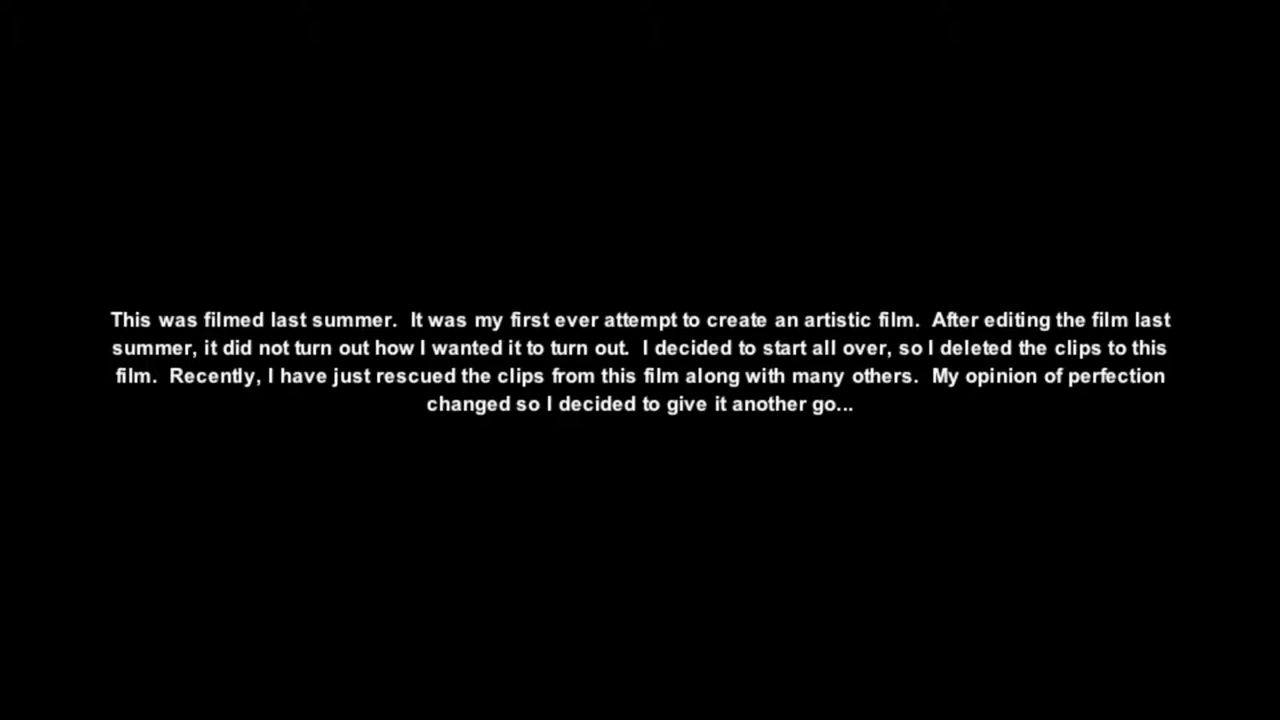 This was filmed last summer.  It was my first ever attempt to create an artistic film.  After editing the film last
summer, it did not turn out how I wanted it to turn out.  I decided to start all over, so I deleted the clips to this
film.  Recently, I have just rescued the clips from this film along with many others.  My opinion of perfection
changed so I decided to give it another go...